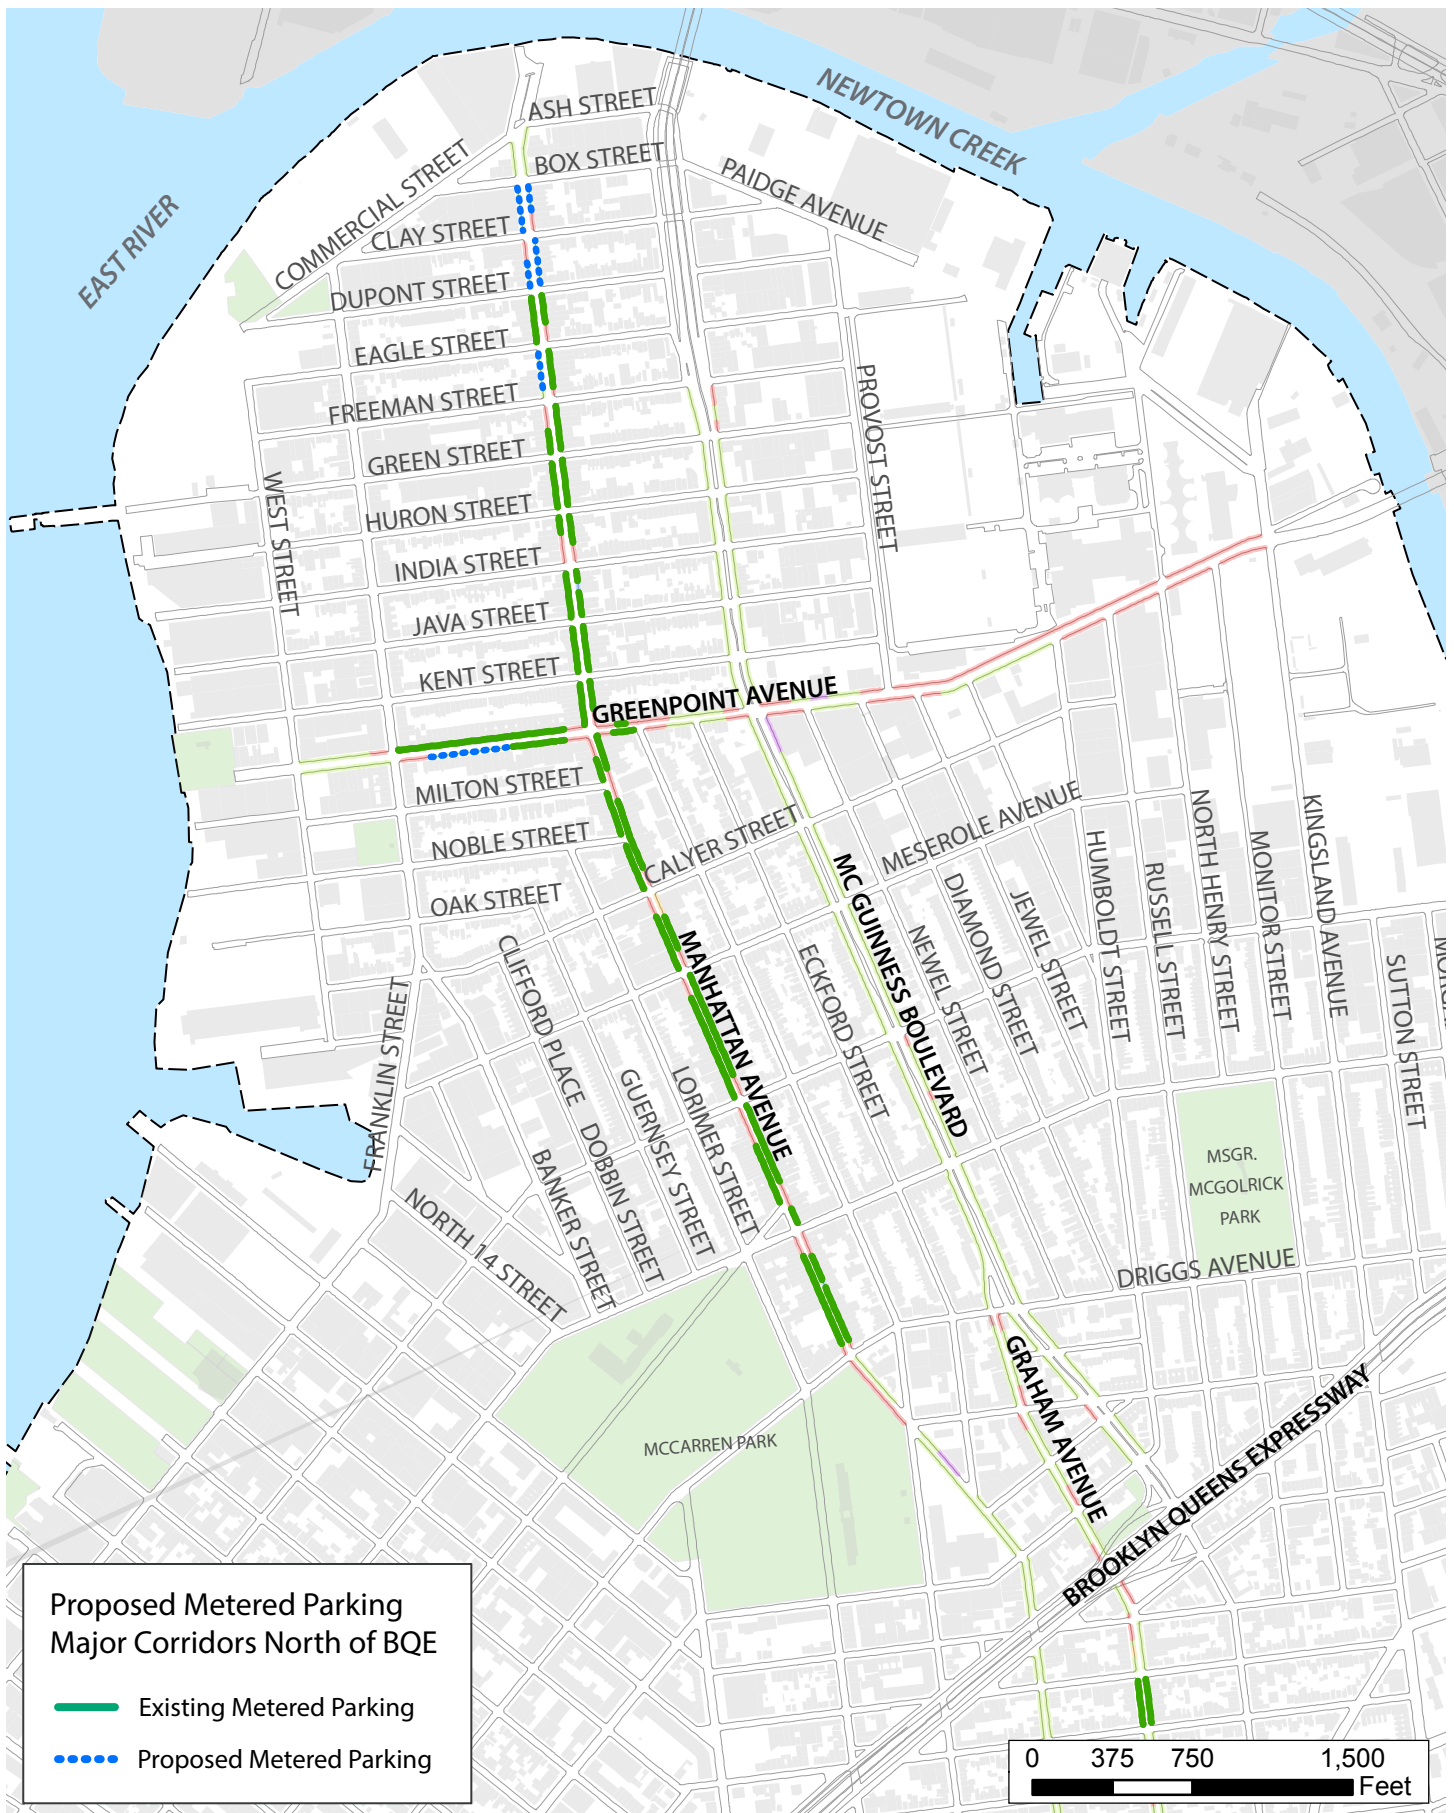 ASH STREET
NEWTOWN CREEK
BOX STREET
COMMERCIAL STREET
PAIDGE AVENUE
EAST RIVER
CLAY STREET
DUPONT STREET
EAGLE STREET
FREEMAN STREET
PROVOST STREET
GREEN STREET
WEST STREET
HURON STREET
INDIA STREET
JAVA STREET
KENT STREET
GREENPOINT AVENUE
MILTON STREET
NOBLE STREET
CALYER STREET
MESEROLE AVENUE
OAK STREET
MC GUINNESS BOULEVARD
HUMBOLDT STREET
RUSSELL STREET
NORTH HENRY STREET
MONITOR STREET
KINGSLAND AVENUE
DIAMOND STREET
JEWEL STREET
NEWEL STREET
SUTTON STREET
MANHATTAN AVENUE
ECKFORD STREET
CLIFFORD PLACE
FRANKLIN STREET
GUERNSEY STREET
LORIMER STREET
DOBBIN STREET
BANKER STREET
NORTH 14 STREET
MSGR.
MCGOLRICK
PARK
DRIGGS AVENUE
GRAHAM AVENUE
MCCARREN PARK
BROOKLYN QUEENS EXPRESSWAY
Proposed Metered Parking
Major Corridors North of BQE
Existing Metered Parking
Proposed Metered Parking
0 375 750 1,500
Feet